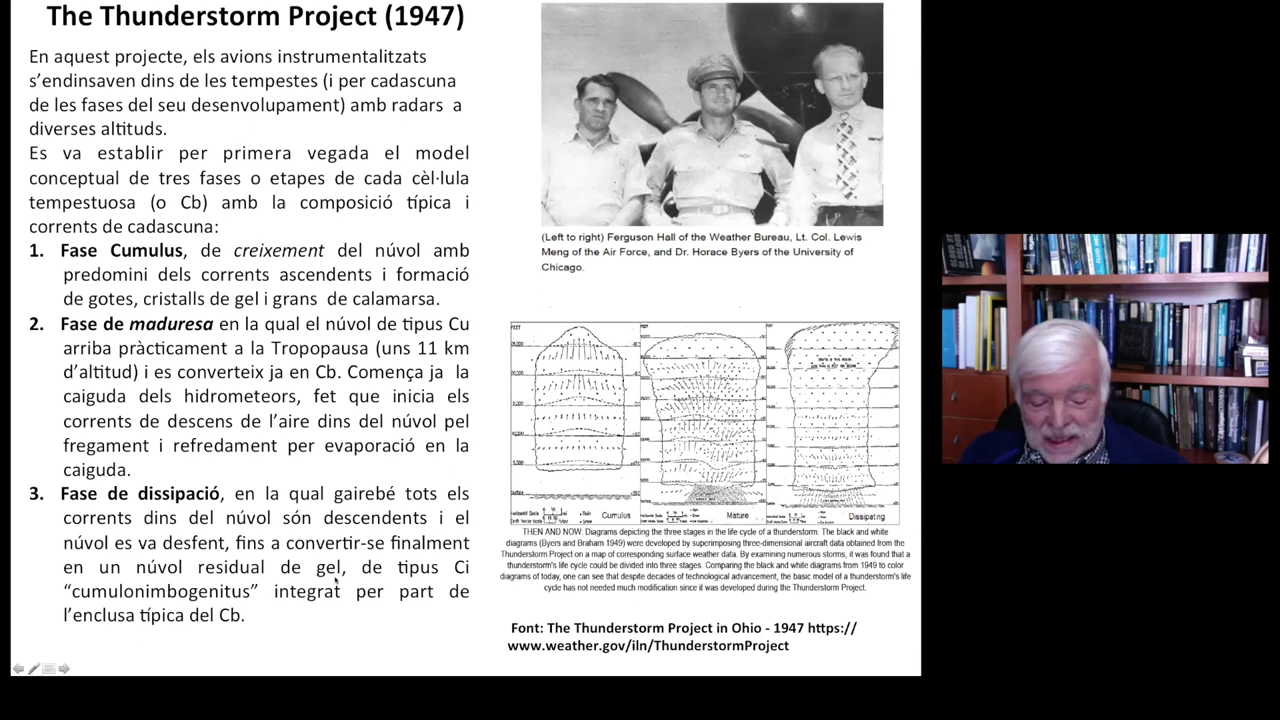 The Thunderstorm Project (1947)
En aquest projecte, els avions instrumentalitzats
s'endinsaven dins de les tempestes (i per cadascuna
de les fases del seu desenvolupament) amb radars a
diverses altituds.
Es va establir per primera vegada el model
conceptual de tres fases o etapes de cada cèl·lula
tempestuosa (o Cb) amb la composició típica i
corrents de cadascuna:
1. Fase Cumulus, de creixement del núvol amb
predomini dels corrents ascendents i formació
de gotes, cristalls de gel i grans de calamarsa.
2. Fase de maduresa en la qual el núvol de tipus Cu
arriba pràcticament a la Tropopausa (uns 11 km
d'altitud) i es converteix ja en Cb. Comença ja la
caiguda dels hidrometeors, fet que inicia els
corrents de descens de l'aire dins del núvol pel
fregament i refredament per evaporació en la
caiguda.
3. Fase de dissipació, en la qual gairebé tots els
corrents dins del núvol són descendents i el
núvol es va desfent, fins a convertir-se finalment
en un núvol residual de gel, de tipus Ci
“cumulonimbogenitus” integrat per part de
l'enclusa típica del Cb.
(Left to right) Ferguson Hall of the Weather Bureau, Lt. Col. Lewis
Meng of the Air Force, and Dr. Horace Byers of the University of
Chicago.
Cumulus
Mature
Dissipating
THEN AND NOW: Diagrams depicting the three stages in the life cycle of a thunderstorm. The black and white
diagrams (Byers and Braham 1949) were developed by superimposing three-dimensional aircraft data obtained from the
Thunderstorm Project on a map of corresponding surface weather data. By examining numerous storms, it was found that a
thunderstorm's life cycle could be divided into three stages. Comparing the black and white diagrams from 1949 to color
diagrams of today, one can see that despite decades of technological advancement, the basic model of a thunderstorm's life
cycle has not needed much modification since it was developed during the Thunderstorm Project.
Font: The Thunderstorm Project in Ohio - 1947 https://
www.weather.gov/iln/ThunderstormProject